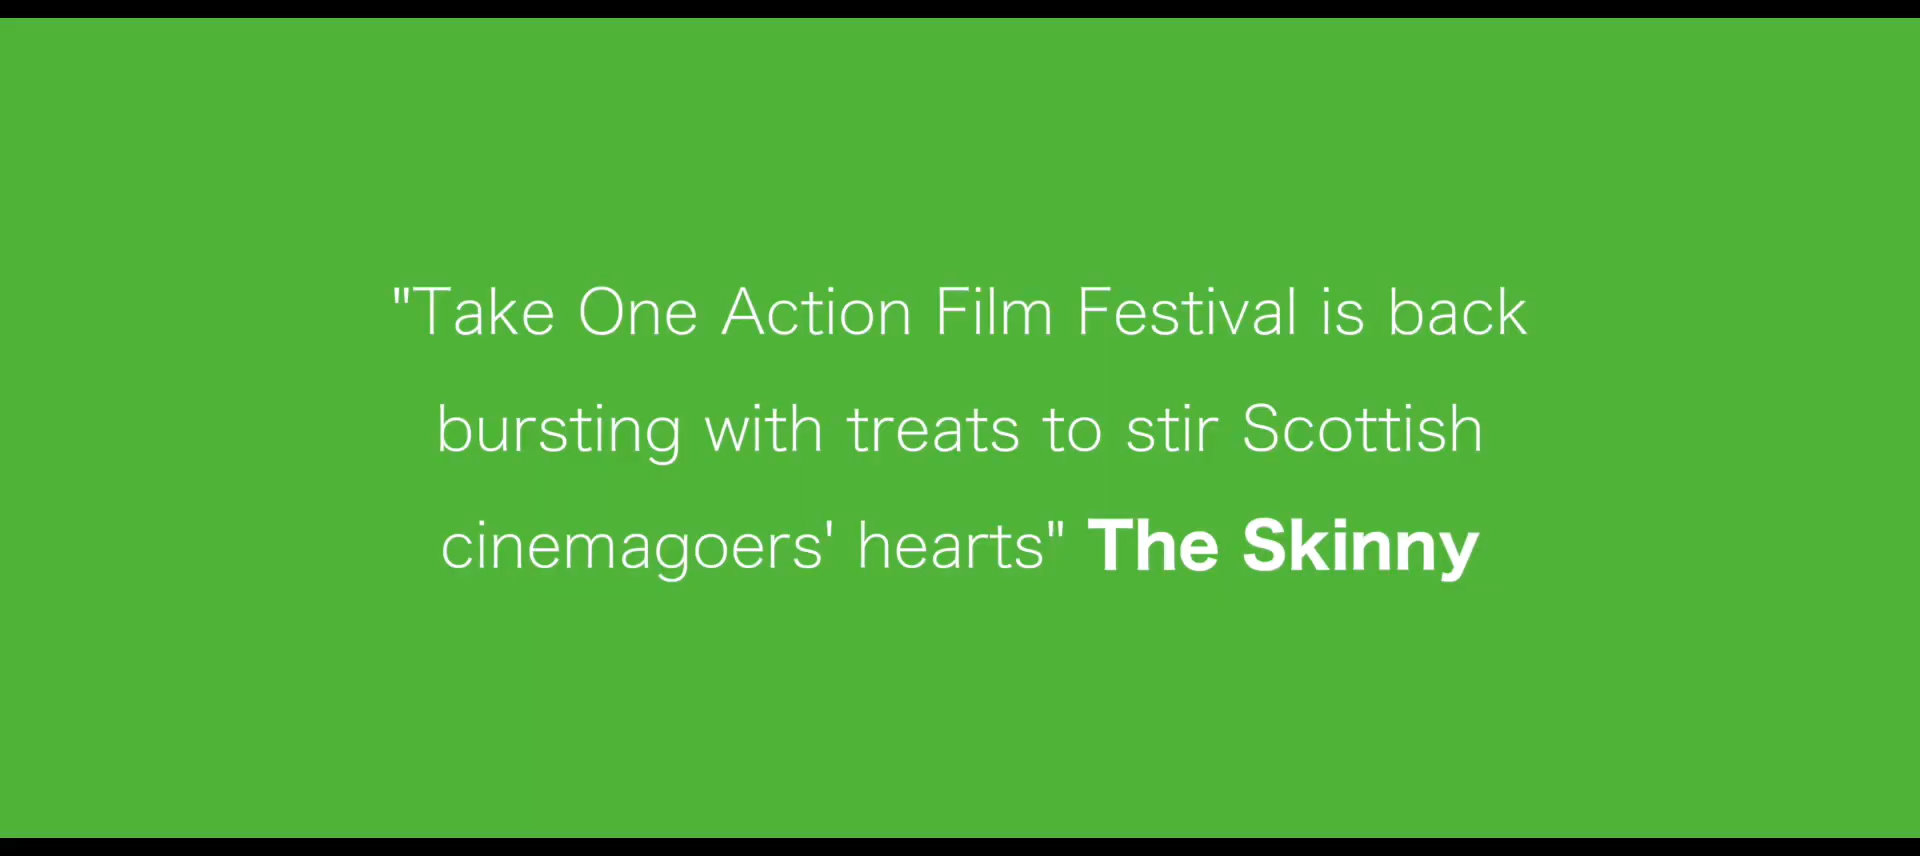 "Take One Action Film Festival is back
bursting with treats to stir Scottish
cinemagoers' hearts" The Skinny